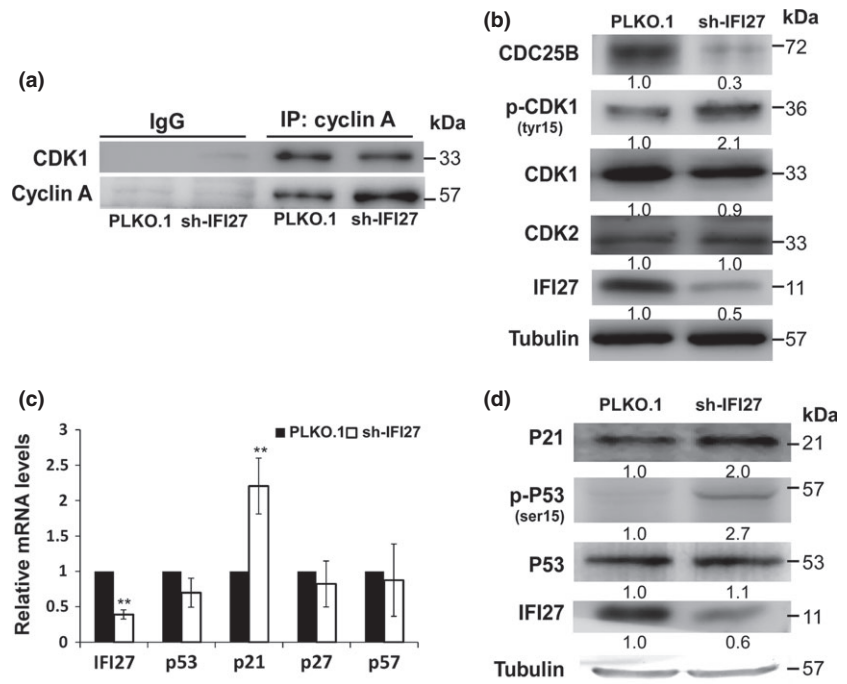 (a)
IgG
IP: cyclin A
kDa
CDK1
33
Cyclin A
57
PLKO.1 sh-IFI27
PLKO.1 sh-IFI27
(b)
PLKO.1 sh-IFI27 kDa
CDC25B
72
1.0 0.3
p-CDK1
(tyr15)
36
1.0 2.1
CDK1
33
1.0 0.9
CDK2
33
1.0 1.0
IFI27
11
1.0 0.5
Tubulin
57
(c)
Relative mRNA levels
3
2.5
2
1.5
1
0.5
0
PLKO.1 sh-IFI27
**
**
IFI27 p53 p21 p27 p57
(d)
PLKO.1 sh-IFI27 kDa
P21
21
1.0 2.0
p-P53
(ser15)
57
1.0 2.7
P53
53
1.0 1.1
IFI27
11
1.0 0.6
Tubulin
57